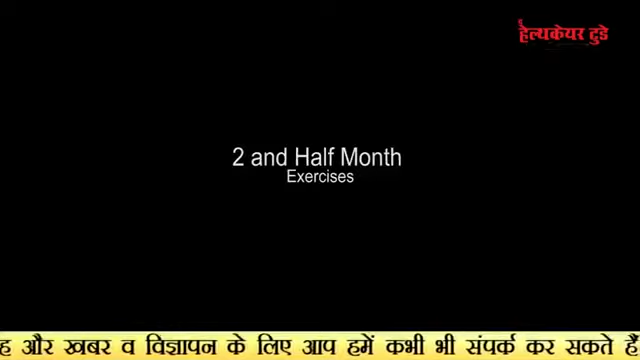 द हैल्थकेयर टुडे
2 and Half Month
Exercises
और खबर व विज्ञापन के लिए आप हमें कभी भी संपर्क कर सकते हैं